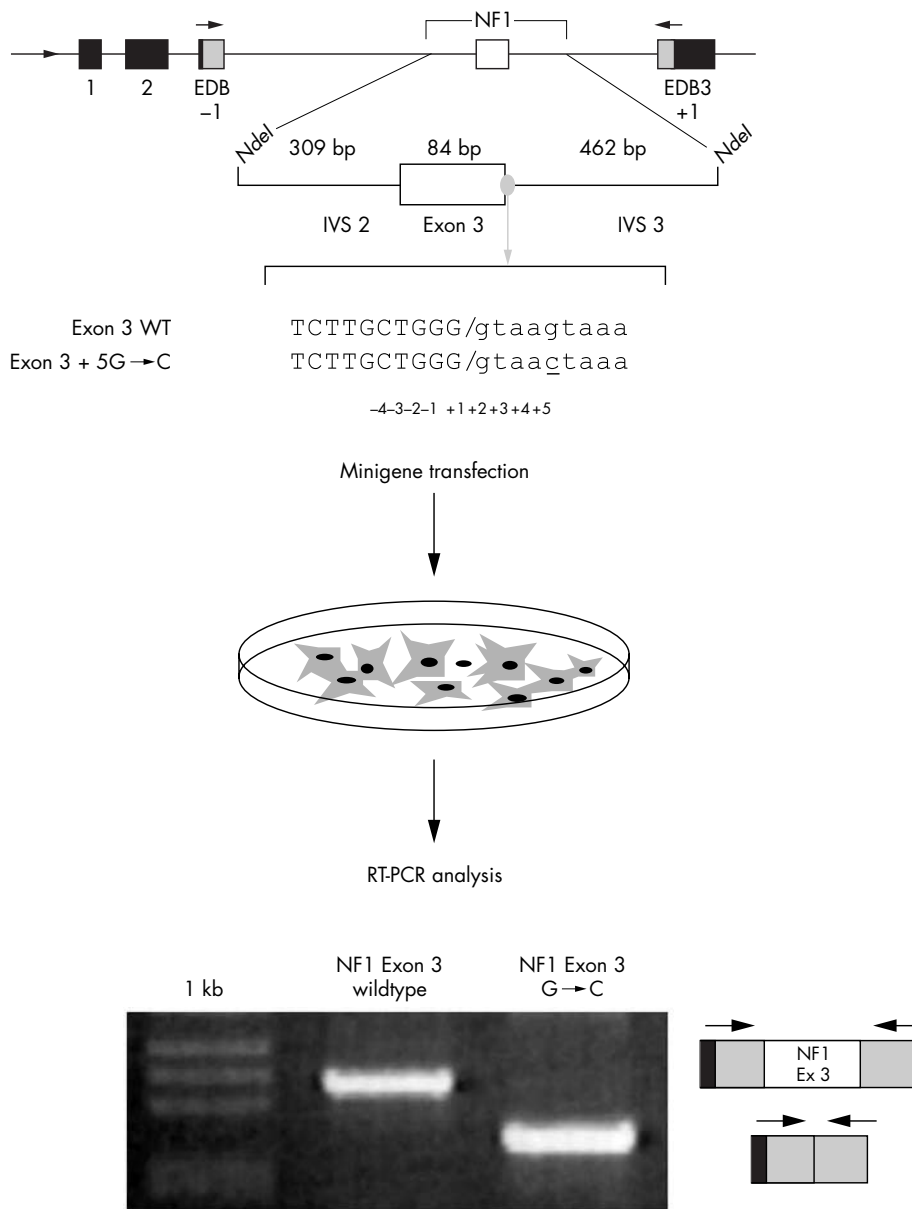 NF1
1 2 EDB EDB3
–1 +1
NdeI NdeI
309 bp 84 bp 462 bp
IVS 2 Exon 3 IVS 3
Exon 3 WT TCTTGCTGGG/gtaagtaaa
Exon 3 + 5G → C TCTTGCTGGG/gtaactaaa
–4–3–2–1 +1+2+3+4+5
Minigene transfection
RT-PCR analysis
1 kb NF1 Exon 3 NF1 Exon 3
wildtype G → C
NF1
Ex 3